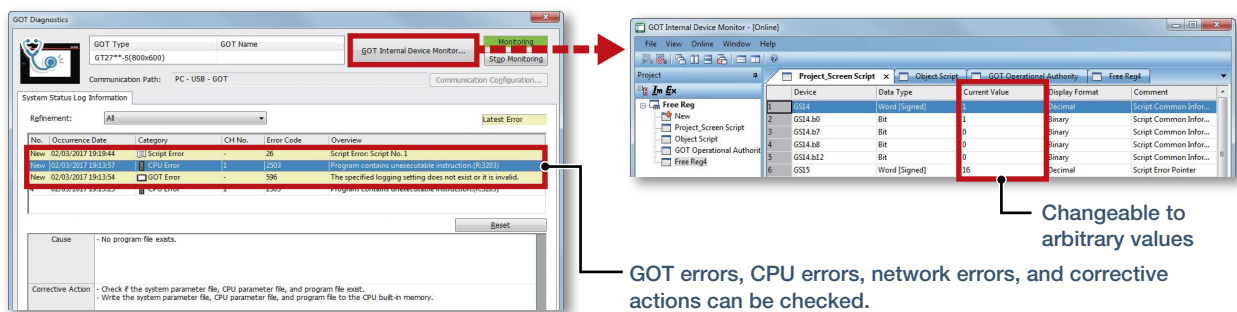 GOT Diagnostics
GOT Type GOT Name
GT27**-S(800x600)
GOT Internal Device Monitor...
Monitoring
Stop Monitoring
Communication Path: PC - USB - GOT
Communication Configuration...
System Status Log Information
Refinement: All
Latest Error
No. Occurrence Date Category CH No. Error Code Overview
New 02/03/2017 19:19:44 Script Error - 26 Script Error: Script No. 1
New 02/03/2017 19:13:57 CPU Error 1 2503 Program contains unexecutable instruction.(R:3203)
New 02/03/2017 19:13:54 GOT Error - 596 The specified logging setting does not exist or it is invalid.
Reset
Cause - No program file exists.
Corrective Action - Check if the system parameter file, CPU parameter file, and program file exist.
- Write the system parameter file, CPU parameter file, and program file to the CPU built-in memory.
GOT Internal Device Monitor - [Online]
File View Online Window Help
Project
Project_Screen Script Object Script GOT Operational Authority Free Reg4
Im Ex
Free Reg
New
Project_Screen Script
Object Script
GOT Operational Authorit
Free Reg4
Device Data Type Current Value Display Format Comment
1 GS14 Word [Signed] 1 Decimal Script Common Infor...
2 GS14.b0 Bit 1 Binary Script Common Infor...
3 GS14.b7 Bit 0 Binary Script Common Infor...
4 GS14.b8 Bit 0 Binary Script Common Infor...
5 GS14.b12 Bit 0 Binary Script Common Infor...
6 GS15 Word [Signed] 16 Decimal Script Error Pointer
Changeable to
arbitrary values
GOT errors, CPU errors, network errors, and corrective
actions can be checked.